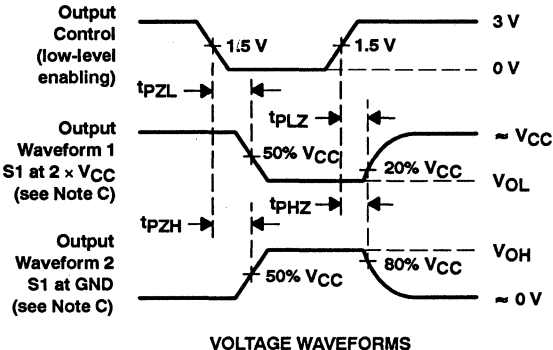 Output
Control
(low-level
enabling)
1.5 V
1.5 V
3 V
0 V
tPZL
tPLZ
Output
Waveform 1
S1 at 2 × VCC
(see Note C)
50% VCC
20% VCC
≈ VCC
VOL
tPZH
tPHZ
Output
Waveform 2
S1 at GND
(see Note C)
50% VCC
80% VCC
VOH
≈ 0 V
VOLTAGE WAVEFORMS